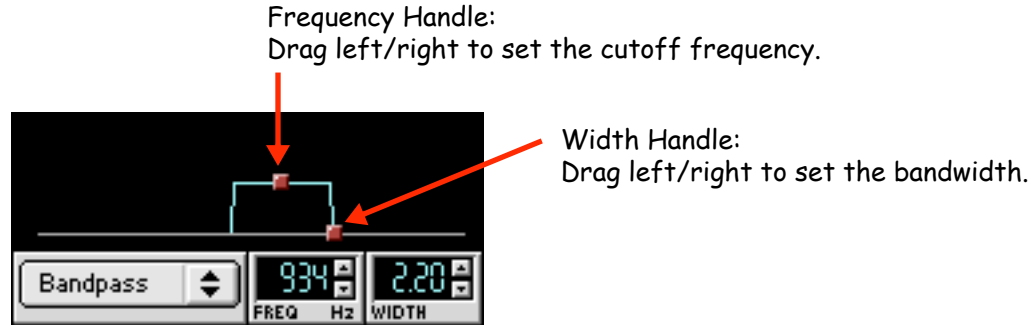 Frequency Handle:
Drag left/right to set the cutoff frequency.
Width Handle:
Drag left/right to set the bandwidth.
Bandpass
934
2.20
FREQ Hz
WIDTH